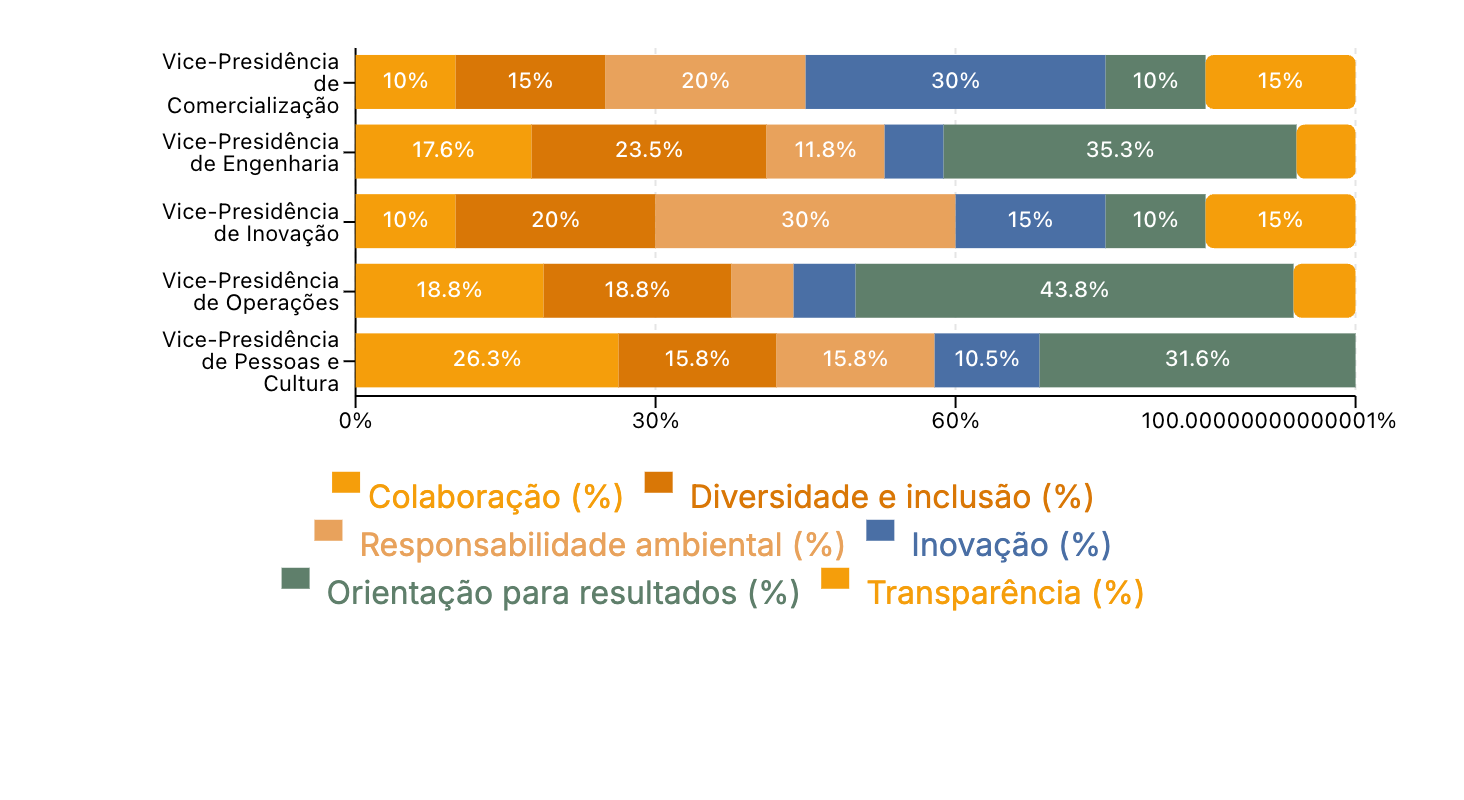 Vice-Presidência
de
Comercialização
10% 15% 20% 30% 10% 15%
Vice-Presidência
de Engenharia
17.6% 23.5% 11.8% 35.3%
Vice-Presidência
de Inovação
10% 20% 30% 15% 10% 15%
Vice-Presidência
de Operações
18.8% 18.8% 43.8%
Vice-Presidência
de Pessoas e
Cultura
26.3% 15.8% 15.8% 10.5% 31.6%
0% 30% 60% 100.00000000000001%
Colaboração (%) Diversidade e inclusão (%)
Responsabilidade ambiental (%) Inovação (%)
Orientação para resultados (%) Transparência (%)